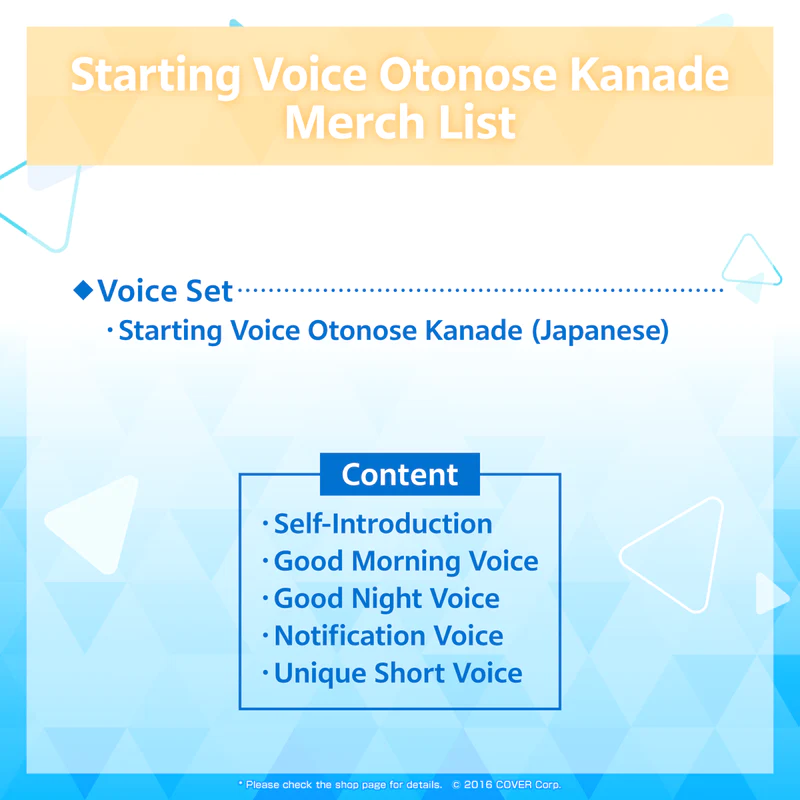 Starting Voice Otonose Kanade
Merch List
◆Voice Set
・Starting Voice Otonose Kanade (Japanese)
Content
・Self-Introduction
・Good Morning Voice
・Good Night Voice
・Notification Voice
・Unique Short Voice
* Please check the shop page for details. © 2016 COVER Corp.